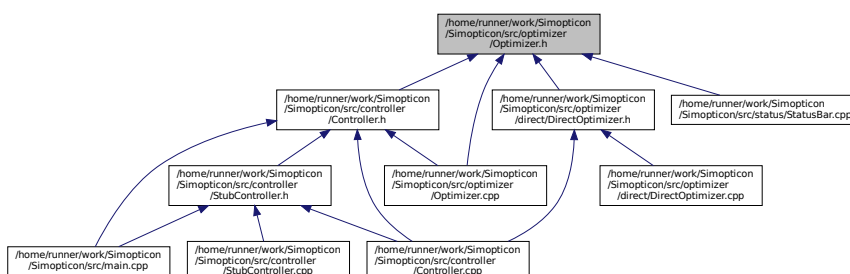 /home/runner/work/Simopticon
/Simopticon/src/optimizer
/Optimizer.h
/home/runner/work/Simopticon
/Simopticon/src/controller
/Controller.h
/home/runner/work/Simopticon
/Simopticon/src/optimizer
/direct/DirectOptimizer.h
/home/runner/work/Simopticon
/Simopticon/src/status/StatusBar.cpp
/home/runner/work/Simopticon
/Simopticon/src/controller
/StubController.h
/home/runner/work/Simopticon
/Simopticon/src/optimizer
/Optimizer.cpp
/home/runner/work/Simopticon
/Simopticon/src/optimizer
/direct/DirectOptimizer.cpp
/home/runner/work/Simopticon
/Simopticon/src/main.cpp
/home/runner/work/Simopticon
/Simopticon/src/controller
/StubController.cpp
/home/runner/work/Simopticon
/Simopticon/src/controller
/Controller.cpp